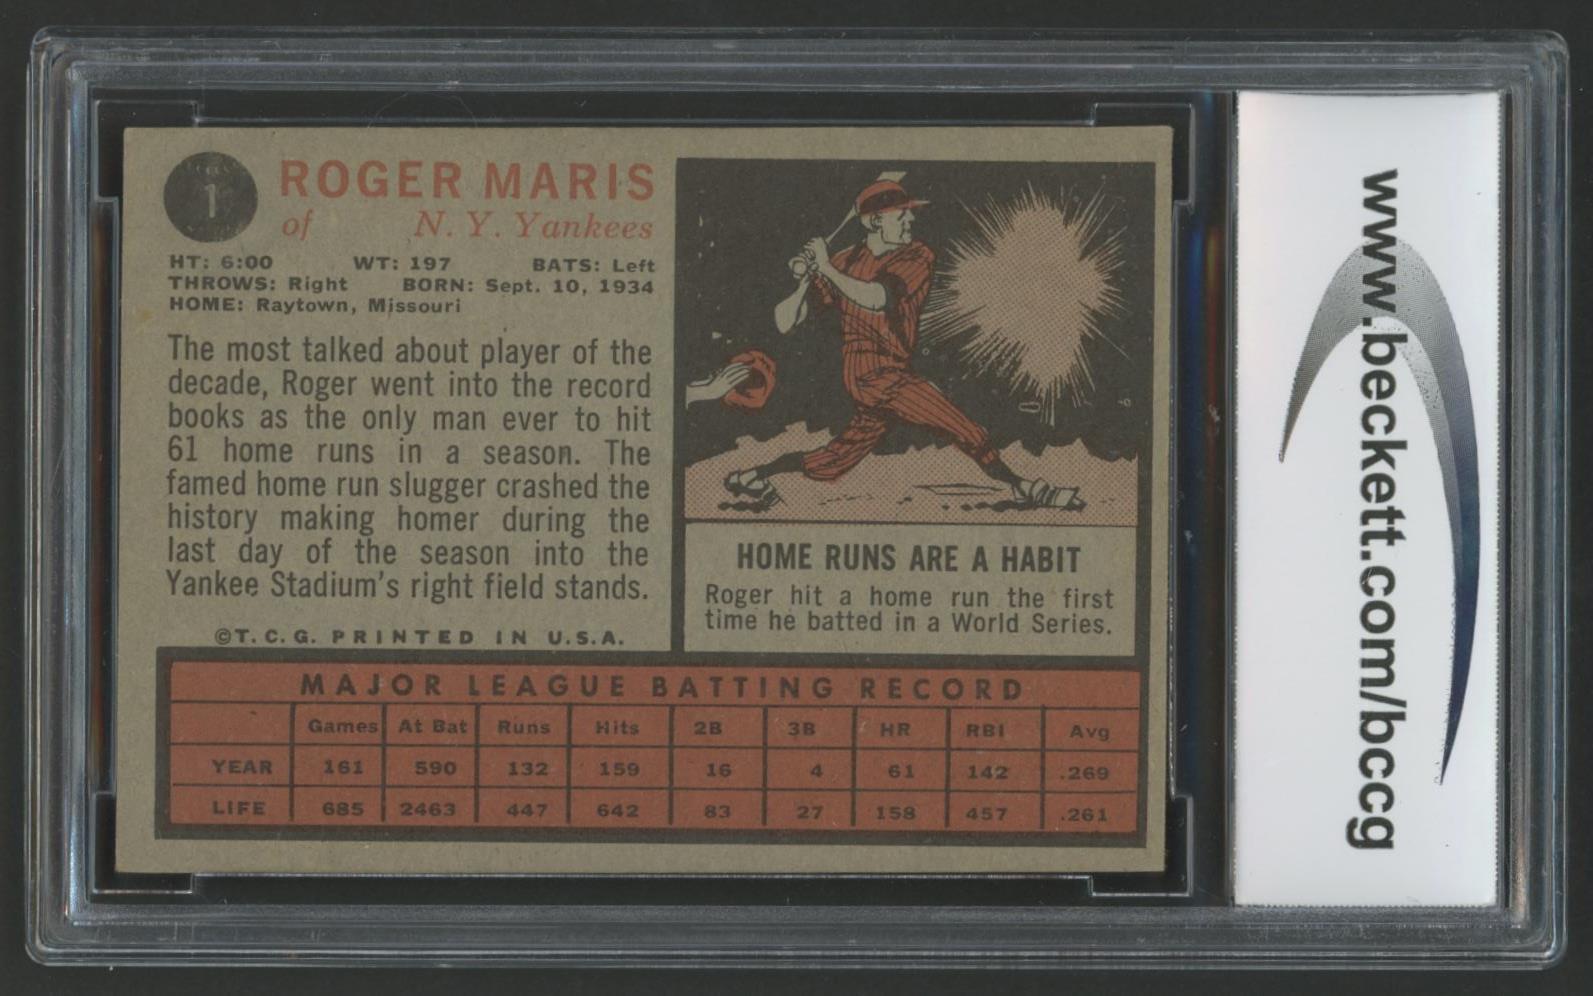 1
ROGER MARIS
of N. Y. Yankees
HT: 6:00 WT: 197 BATS: Left
THROWS: Right BORN: Sept. 10, 1934
HOME: Raytown, Missouri
The most talked about player of the
decade, Roger went into the record
books as the only man ever to hit
61 home runs in a season. The
famed home run slugger crashed the
history making homer during the
last day of the season into the
Yankee Stadium's right field stands.
©T.C.G. PRINTED IN U.S.A.
HOME RUNS ARE A HABIT
Roger hit a home run the first
time he batted in a World Series.
MAJOR LEAGUE BATTING RECORD
Games At Bat Runs Hits 2B 3B HR RBI Avg
YEAR 161 590 132 159 16 4 61 142 .269
LIFE 685 2463 447 642 83 27 158 457 .261
www.beckett.com/bccg